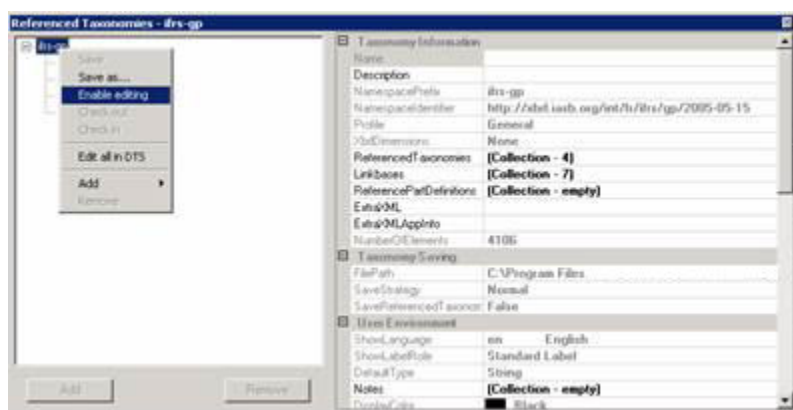 Referenced Taxonomies - ifrs-gp
ifrs-gp
Save
Save as....
Enable editing
Check out
Check in
Edit all in DTS
Add
Remove
Add
Remove
Taxonomy Information
Name
Description
NamespacePrefix ifrs-gp
NamespaceIdentifier http://xbrl.iasb.org/int/fr/ifrs/gp/2005-05-15
Profile General
XbrlDimensions None
ReferencedTaxonomies (Collection - 4)
Linkbases (Collection - 7)
ReferencePartDefinitions (Collection - empty)
ExtraXML
ExtraXMLAppInfo
NumberOfElements 4106
Taxonomy Saving
FilePath C:\Program Files
SaveStrategy Normal
SaveReferencedTaxonor False
User Environment
ShowLanguage en English
ShowLabelRole Standard Label
DefaultType String
Notes (Collection - empty)
DisplayColor Black